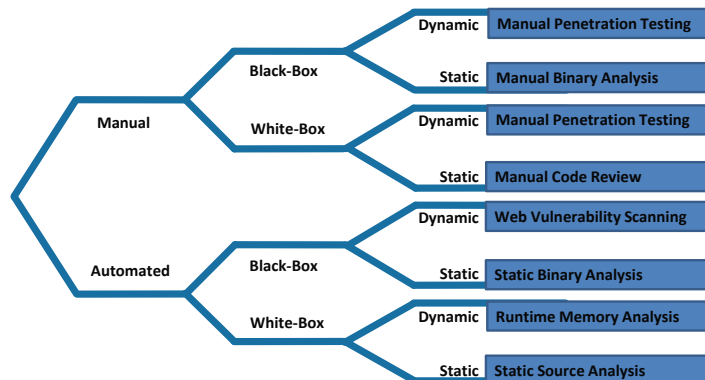 Dynamic Manual Penetration Testing
Black-Box
Static Manual Binary Analysis
Manual
Dynamic Manual Penetration Testing
White-Box
Static Manual Code Review
Dynamic Web Vulnerability Scanning
Automated
Black-Box
Static Static Binary Analysis
White-Box
Dynamic Runtime Memory Analysis
Static Static Source Analysis